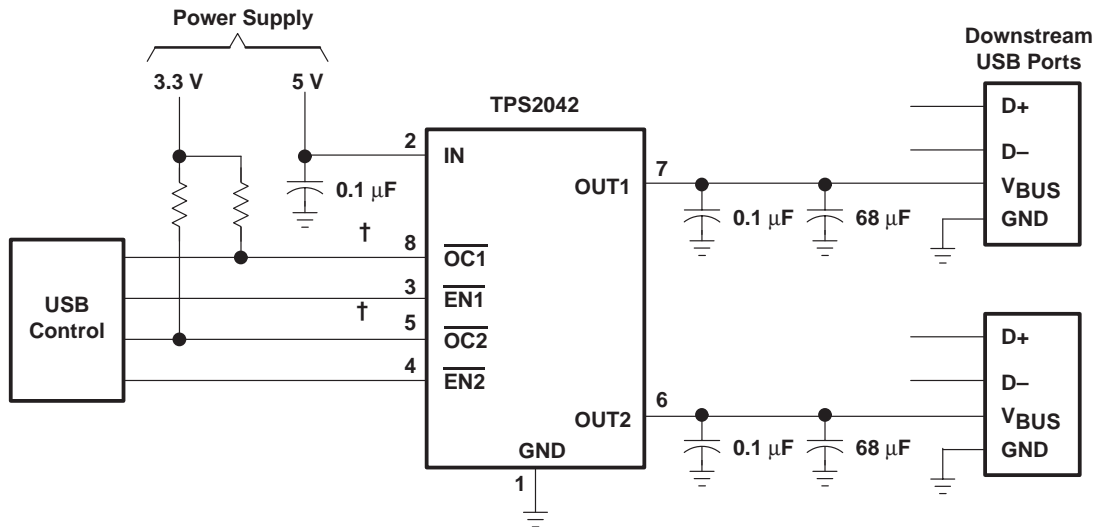 Power Supply
3.3 V
5 V
Downstream
USB Ports
TPS2042
2
IN
0.1 μF
†
8
OC1
3
EN1
†
5
OC2
4
EN2
USB
Control
7
OUT1
0.1 μF
68 μF
D+
D–
VBUS
GND
6
OUT2
0.1 μF
68 μF
D+
D–
VBUS
GND
GND
1